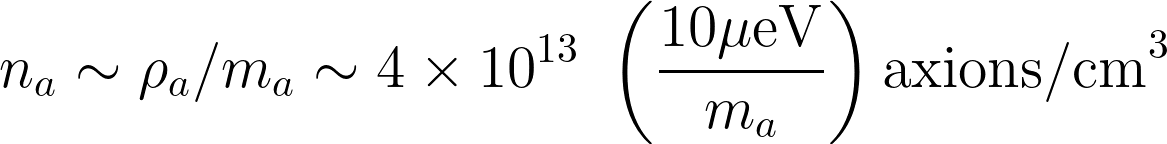 n_a ∼ ρ_a/m_a ∼ 4 × 10^{13} (10μeV / m_a) axions/cm^3